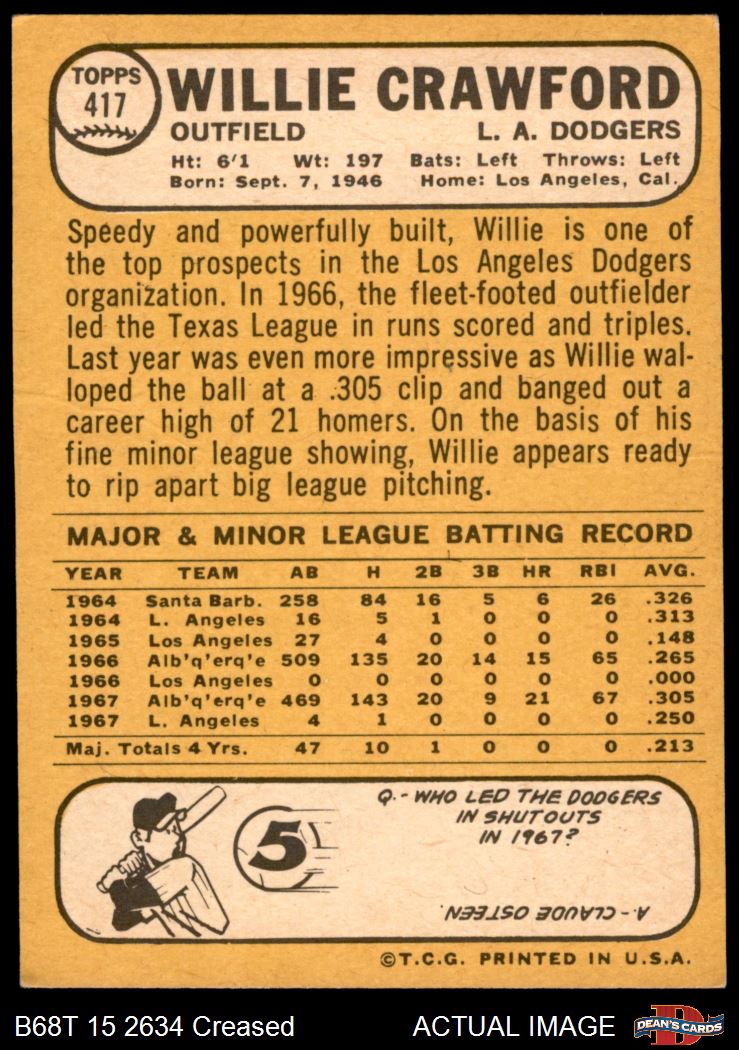 TOPPS
417
WILLIE CRAWFORD
OUTFIELD L. A. DODGERS
Ht: 6'1 Wt: 197 Bats: Left Throws: Left
Born: Sept. 7, 1946 Home: Los Angeles, Cal.
Speedy and powerfully built, Willie is one of
the top prospects in the Los Angeles Dodgers
organization. In 1966, the fleet-footed outfielder
led the Texas League in runs scored and triples.
Last year was even more impressive as Willie wal-
loped the ball at a .305 clip and banged out a
career high of 21 homers. On the basis of his
fine minor league showing, Willie appears ready
to rip apart big league pitching.
MAJOR & MINOR LEAGUE BATTING RECORD
YEAR TEAM AB H 2B 3B HR RBI AVG.
1964 Santa Barb. 258 84 16 5 6 26 .326
1964 L. Angeles 16 5 1 0 0 0 .313
1965 Los Angeles 27 4 0 0 0 0 .148
1966 Alb'q'erq'e 509 135 20 14 15 65 .265
1966 Los Angeles 0 0 0 0 0 0 .000
1967 Alb'q'erq'e 469 143 20 9 21 67 .305
1967 L. Angeles 4 1 0 0 0 0 .250
Maj. Totals 4 Yrs. 47 10 1 0 0 0 .213
5
Q.- WHO LED THE DODGERS
IN SHUTOUTS
IN 1967?
A.- CLAUDE OSTEEN.
©T.C.G. PRINTED IN U.S.A.
B68T 15 2634 Creased ACTUAL IMAGE
D
DEAN'S CARDS